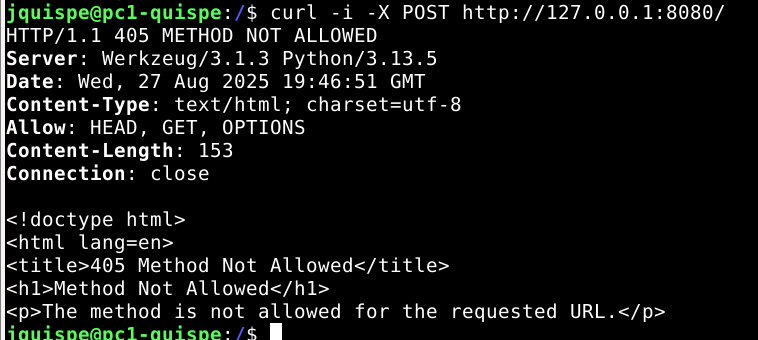 jquispe@pc1-quispe:/$ curl -i -X POST http://127.0.0.1:8080/
HTTP/1.1 405 METHOD NOT ALLOWED
Server: Werkzeug/3.1.3 Python/3.13.5
Date: Wed, 27 Aug 2025 19:46:51 GMT
Content-Type: text/html; charset=utf-8
Allow: HEAD, GET, OPTIONS
Content-Length: 153
Connection: close

<!doctype html>
<html lang=en>
<title>405 Method Not Allowed</title>
<h1>Method Not Allowed</h1>
<p>The method is not allowed for the requested URL.</p>
jquispe@pc1-quispe:/$